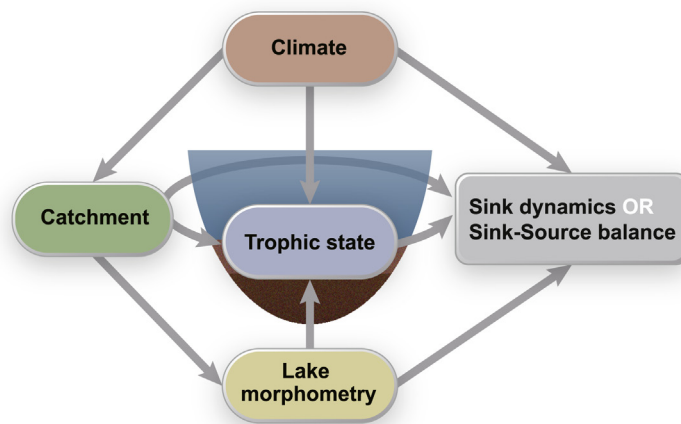 Climate
Catchment
Trophic state
Sink dynamics OR
Sink-Source balance
Lake
morphometry